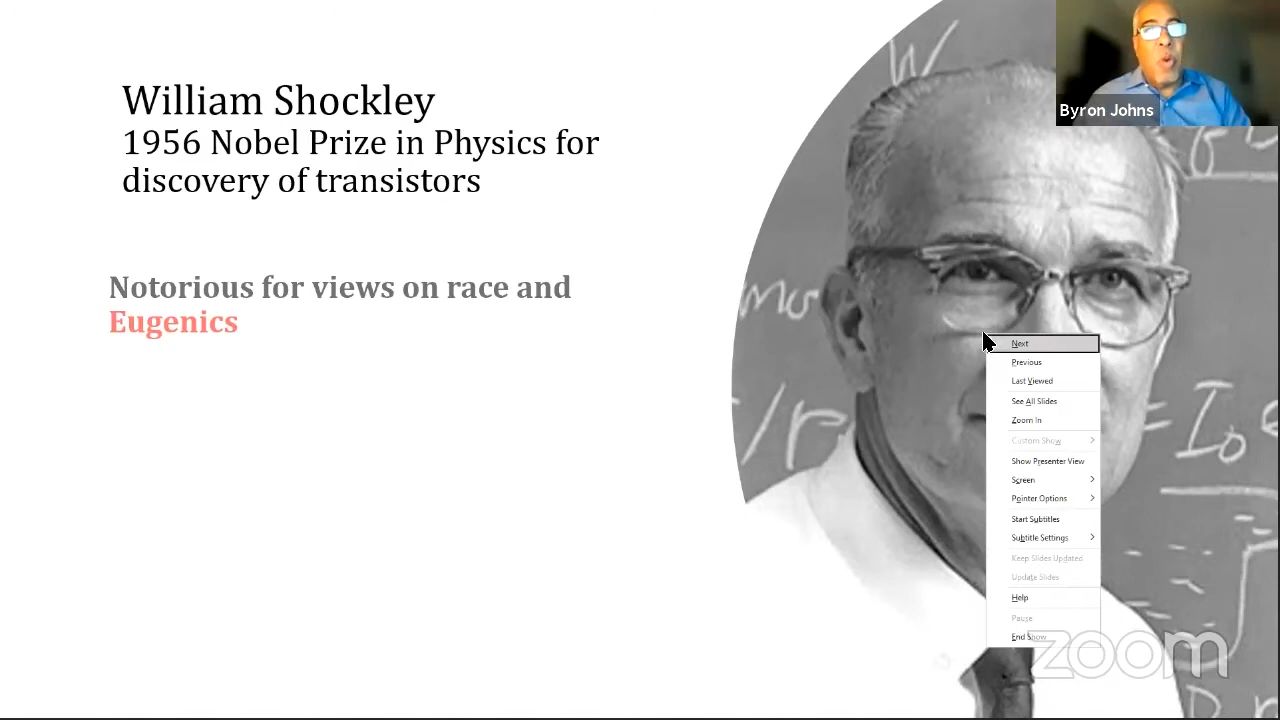 William Shockley
1956 Nobel Prize in Physics for
discovery of transistors
Notorious for views on race and
Eugenics
Byron Johns
Next
Previous
Last Viewed
See All Slides
Zoom In
Custom Show
Show Presenter View
Screen
Pointer Options
Start Subtitles
Subtitle Settings
Keep Slides Updated
Update Slides
Help
Pause
End Show
zoom
W
mo
/r
= I₀